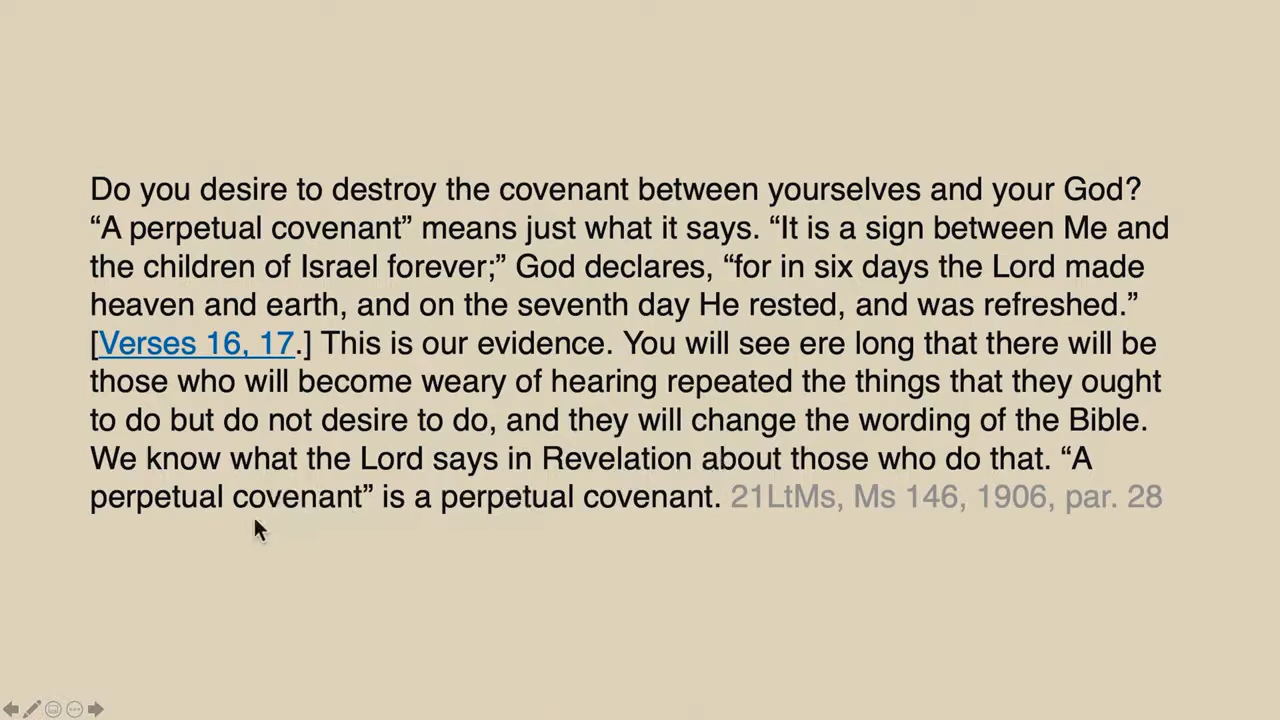 Do you desire to destroy the covenant between yourselves and your God?
“A perpetual covenant” means just what it says. “It is a sign between Me and
the children of Israel forever;” God declares, “for in six days the Lord made
heaven and earth, and on the seventh day He rested, and was refreshed.”
[Verses 16, 17.] This is our evidence. You will see ere long that there will be
those who will become weary of hearing repeated the things that they ought
to do but do not desire to do, and they will change the wording of the Bible.
We know what the Lord says in Revelation about those who do that. “A
perpetual covenant” is a perpetual covenant. 21LtMs, Ms 146, 1906, par. 28